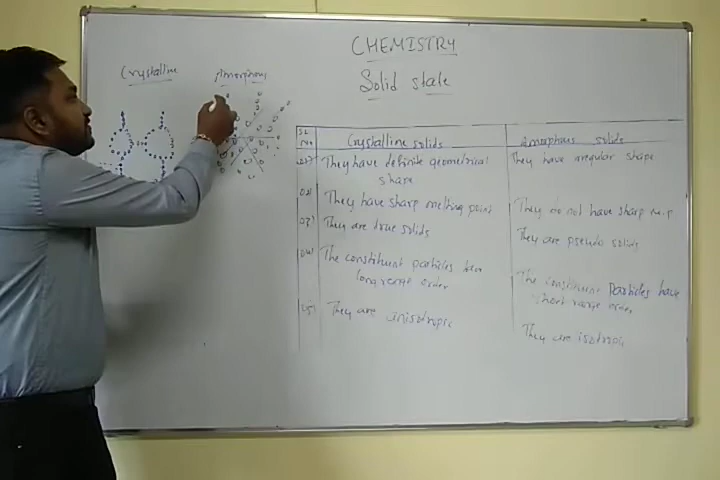 CHEMISTRY
Solid state
Crystalline
Amorphous
SL
No
Crystalline solids
amorphous solids
01)
They have definite geometrical
shape
They have irregular shape
02)
They have sharp melting point
They do not have sharp m.p
03)
They are true solids
They are pseudo solids
04)
The constituent particles
long range order
The constituent particles have
short range order
05)
They are anisotropic
They are isotropic